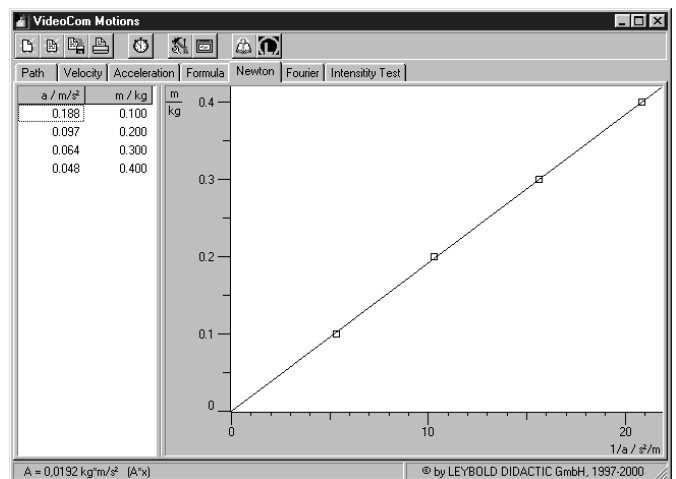 VideoCom Motions
Path Velocity Acceleration Formula Newton Fourier Intensitity Test
a / m/s² m / kg
0.188 0.100
0.097 0.200
0.064 0.300
0.048 0.400
m
kg
0.4
0.3
0.2
0.1
0
0 10 20
1/a / s²/m
A = 0,0192 kg*m/s² (A*x)
© by LEYBOLD DIDACTIC GmbH, 1997-2000